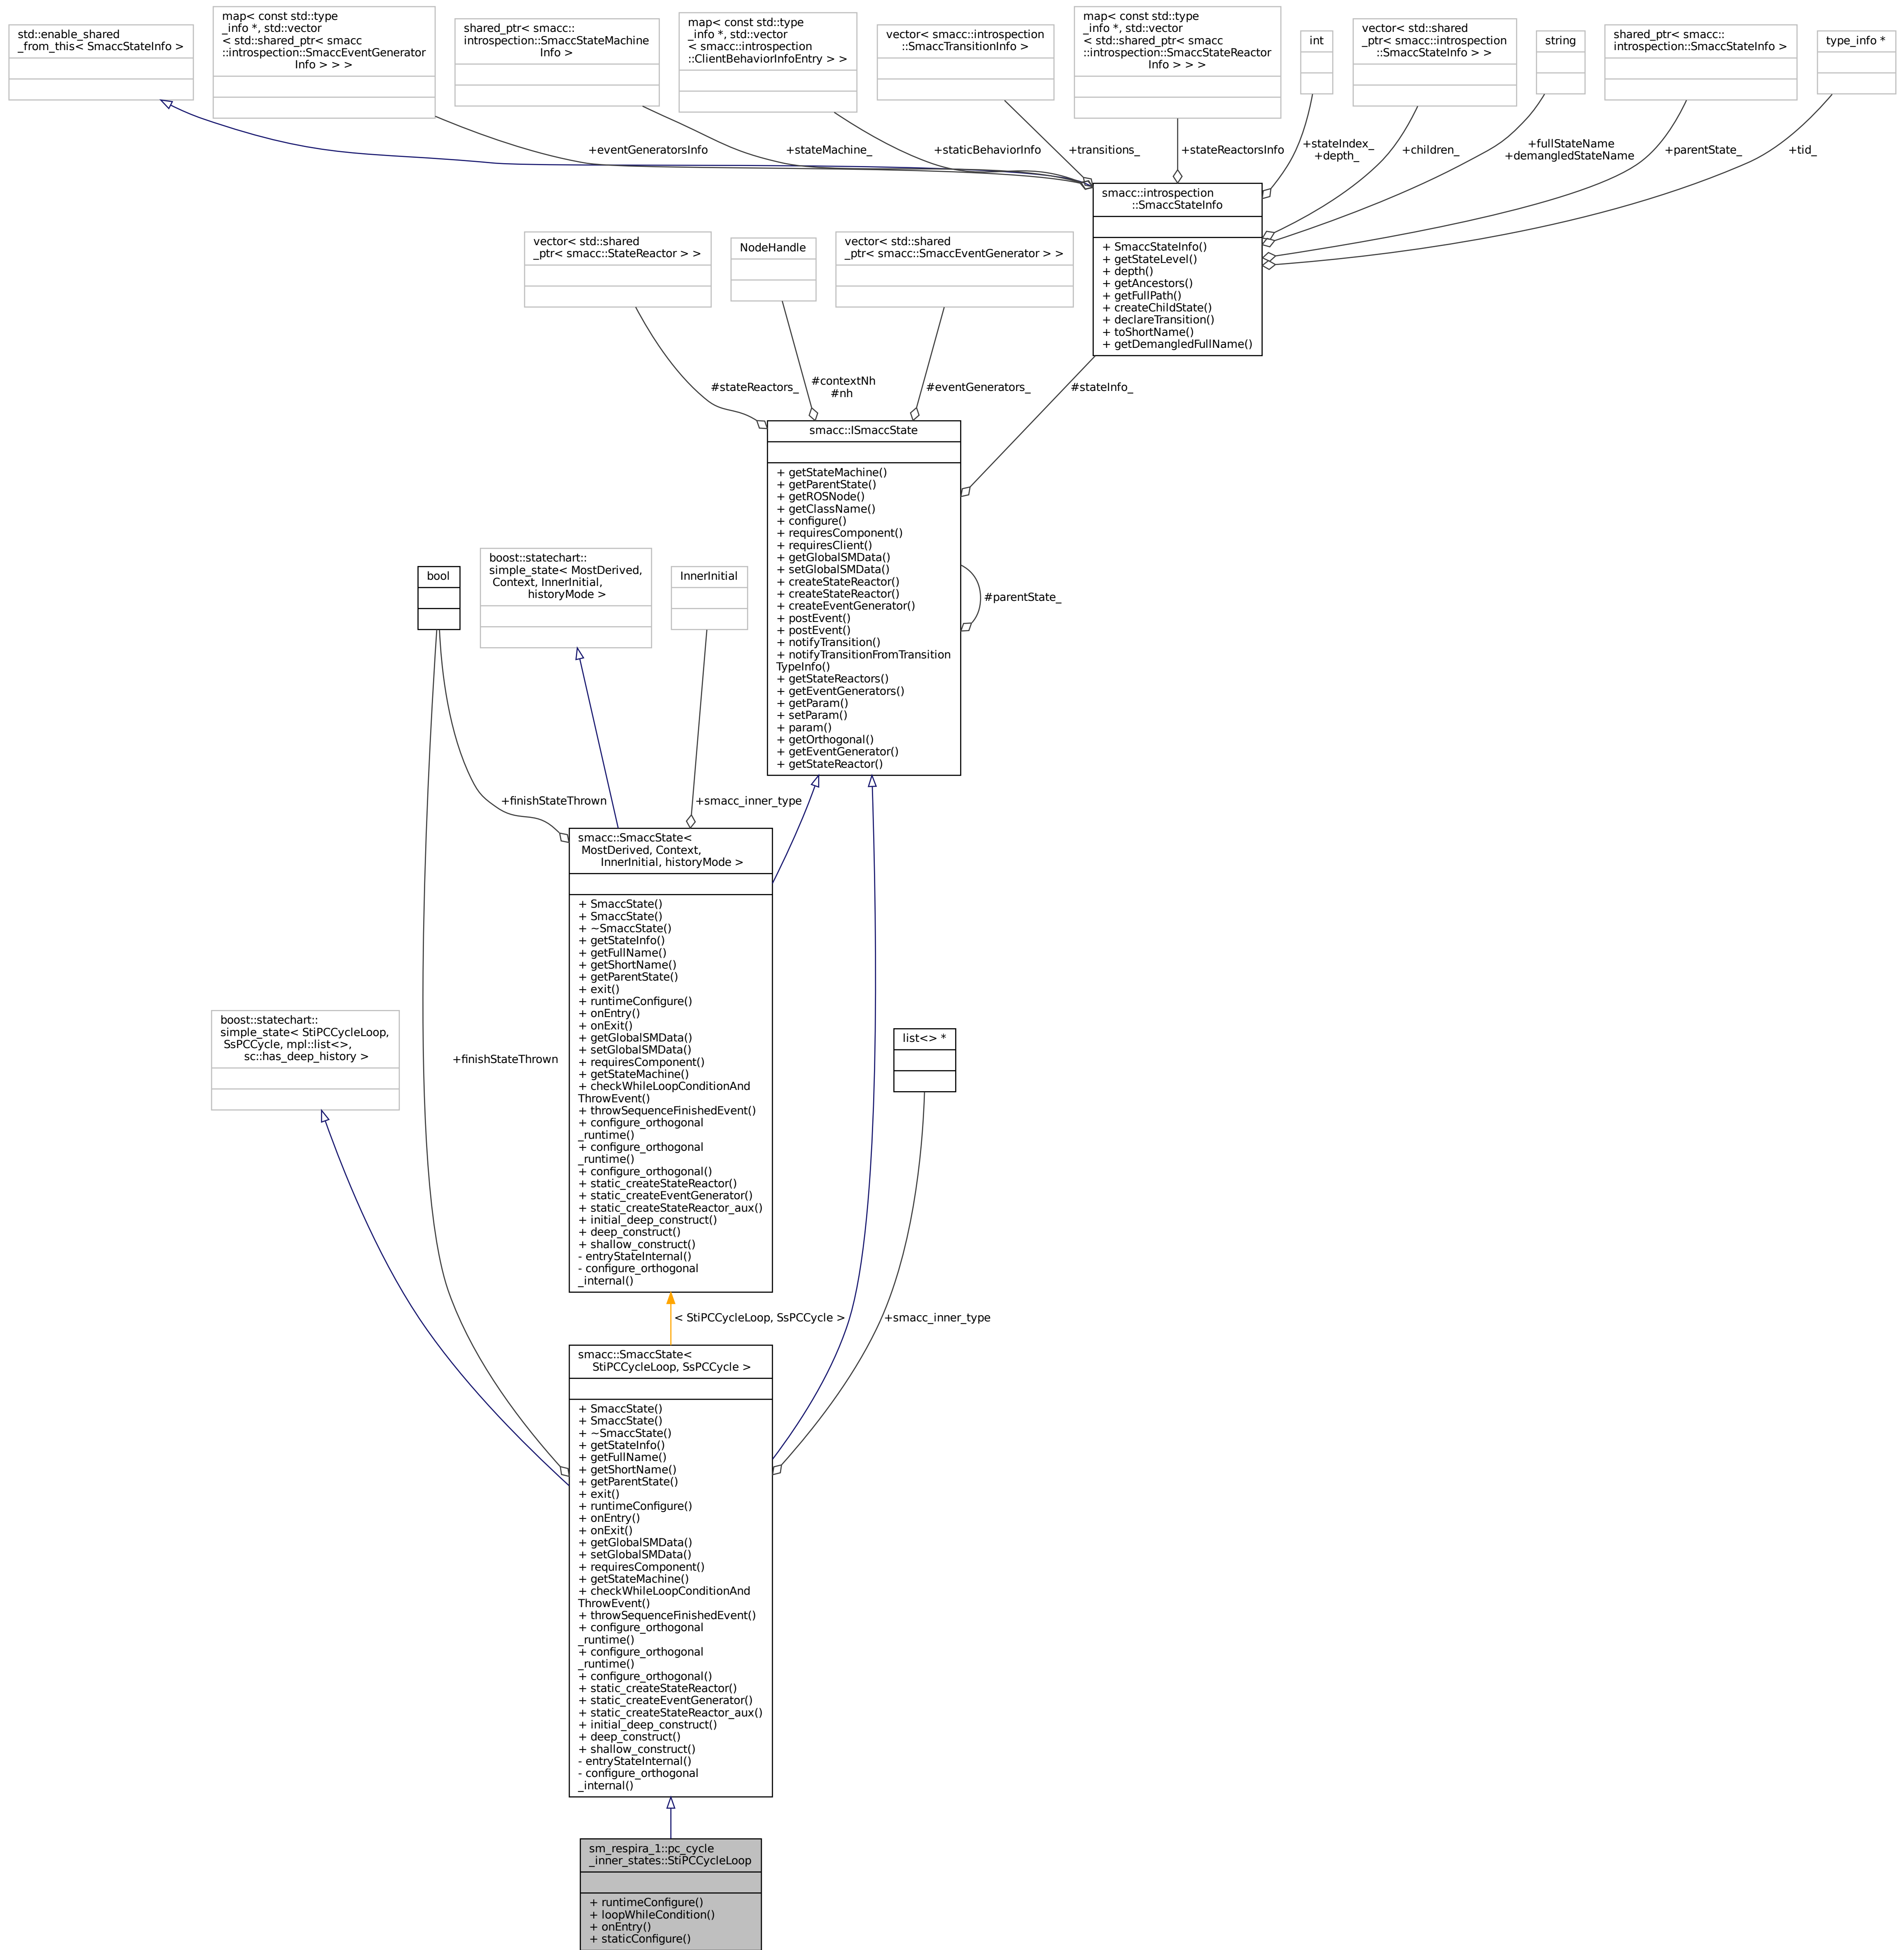 std::enable_shared
_from_this< SmaccStateInfo >
map< const std::type
_info *, std::vector
< std::shared_ptr< smacc
::introspection::SmaccEventGenerator
Info > > >
shared_ptr< smacc::
introspection::SmaccStateMachine
Info >
map< const std::type
_info *, std::vector
< smacc::introspection
::ClientBehaviorInfoEntry > >
vector< smacc::introspection
::SmaccTransitionInfo >
map< const std::type
_info *, std::vector
< std::shared_ptr< smacc
::introspection::SmaccStateReactor
Info > > >
int
vector< std::shared
_ptr< smacc::introspection
::SmaccStateInfo > >
string
shared_ptr< smacc::
introspection::SmaccStateInfo >
type_info *
+eventGeneratorsInfo
+stateMachine_
+staticBehaviorInfo
+transitions_
+stateReactorsInfo
+stateIndex_
+depth_
+children_
+fullStateName
+demangledStateName
+parentState_
+tid_
smacc::introspection
::SmaccStateInfo
+ SmaccStateInfo()
+ getStateLevel()
+ depth()
+ getAncestors()
+ getFullPath()
+ createChildState()
+ declareTransition()
+ toShortName()
+ getDemangledFullName()
vector< std::shared
_ptr< smacc::StateReactor > >
NodeHandle
vector< std::shared
_ptr< smacc::SmaccEventGenerator > >
#stateReactors_
#contextNh
#nh
#eventGenerators_
#stateInfo_
smacc::ISmaccState
+ getStateMachine()
+ getParentState()
+ getROSNode()
+ getClassName()
+ configure()
+ requiresComponent()
+ requiresClient()
+ getGlobalSMData()
+ setGlobalSMData()
+ createStateReactor()
+ createStateReactor()
+ createEventGenerator()
+ postEvent()
+ postEvent()
+ notifyTransition()
+ notifyTransitionFromTransition
TypeInfo()
+ getStateReactors()
+ getEventGenerators()
+ getParam()
+ setParam()
+ param()
+ getOrthogonal()
+ getEventGenerator()
+ getStateReactor()
#parentState_
bool
boost::statechart::
simple_state< MostDerived,
Context, InnerInitial,
historyMode >
InnerInitial
+finishStateThrown
+smacc_inner_type
smacc::SmaccState<
MostDerived, Context,
InnerInitial, historyMode >
+ SmaccState()
+ SmaccState()
+ ~SmaccState()
+ getStateInfo()
+ getFullName()
+ getShortName()
+ getParentState()
+ exit()
+ runtimeConfigure()
+ onEntry()
+ onExit()
+ getGlobalSMData()
+ setGlobalSMData()
+ requiresComponent()
+ getStateMachine()
+ checkWhileLoopConditionAnd
ThrowEvent()
+ throwSequenceFinishedEvent()
+ configure_orthogonal
_runtime()
+ configure_orthogonal
_runtime()
+ configure_orthogonal()
+ static_createStateReactor()
+ static_createEventGenerator()
+ static_createStateReactor_aux()
+ initial_deep_construct()
+ deep_construct()
+ shallow_construct()
- entryStateInternal()
- configure_orthogonal
_internal()
boost::statechart::
simple_state< StiPCCycleLoop,
SsPCCycle, mpl::list<>,
sc::has_deep_history >
+finishStateThrown
list<> *
< StiPCCycleLoop, SsPCCycle >
+smacc_inner_type
smacc::SmaccState<
StiPCCycleLoop, SsPCCycle >
+ SmaccState()
+ SmaccState()
+ ~SmaccState()
+ getStateInfo()
+ getFullName()
+ getShortName()
+ getParentState()
+ exit()
+ runtimeConfigure()
+ onEntry()
+ onExit()
+ getGlobalSMData()
+ setGlobalSMData()
+ requiresComponent()
+ getStateMachine()
+ checkWhileLoopConditionAnd
ThrowEvent()
+ throwSequenceFinishedEvent()
+ configure_orthogonal
_runtime()
+ configure_orthogonal
_runtime()
+ configure_orthogonal()
+ static_createStateReactor()
+ static_createEventGenerator()
+ static_createStateReactor_aux()
+ initial_deep_construct()
+ deep_construct()
+ shallow_construct()
- entryStateInternal()
- configure_orthogonal
_internal()
sm_respira_1::pc_cycle
_inner_states::StiPCCycleLoop
+ runtimeConfigure()
+ loopWhileCondition()
+ onEntry()
+ staticConfigure()